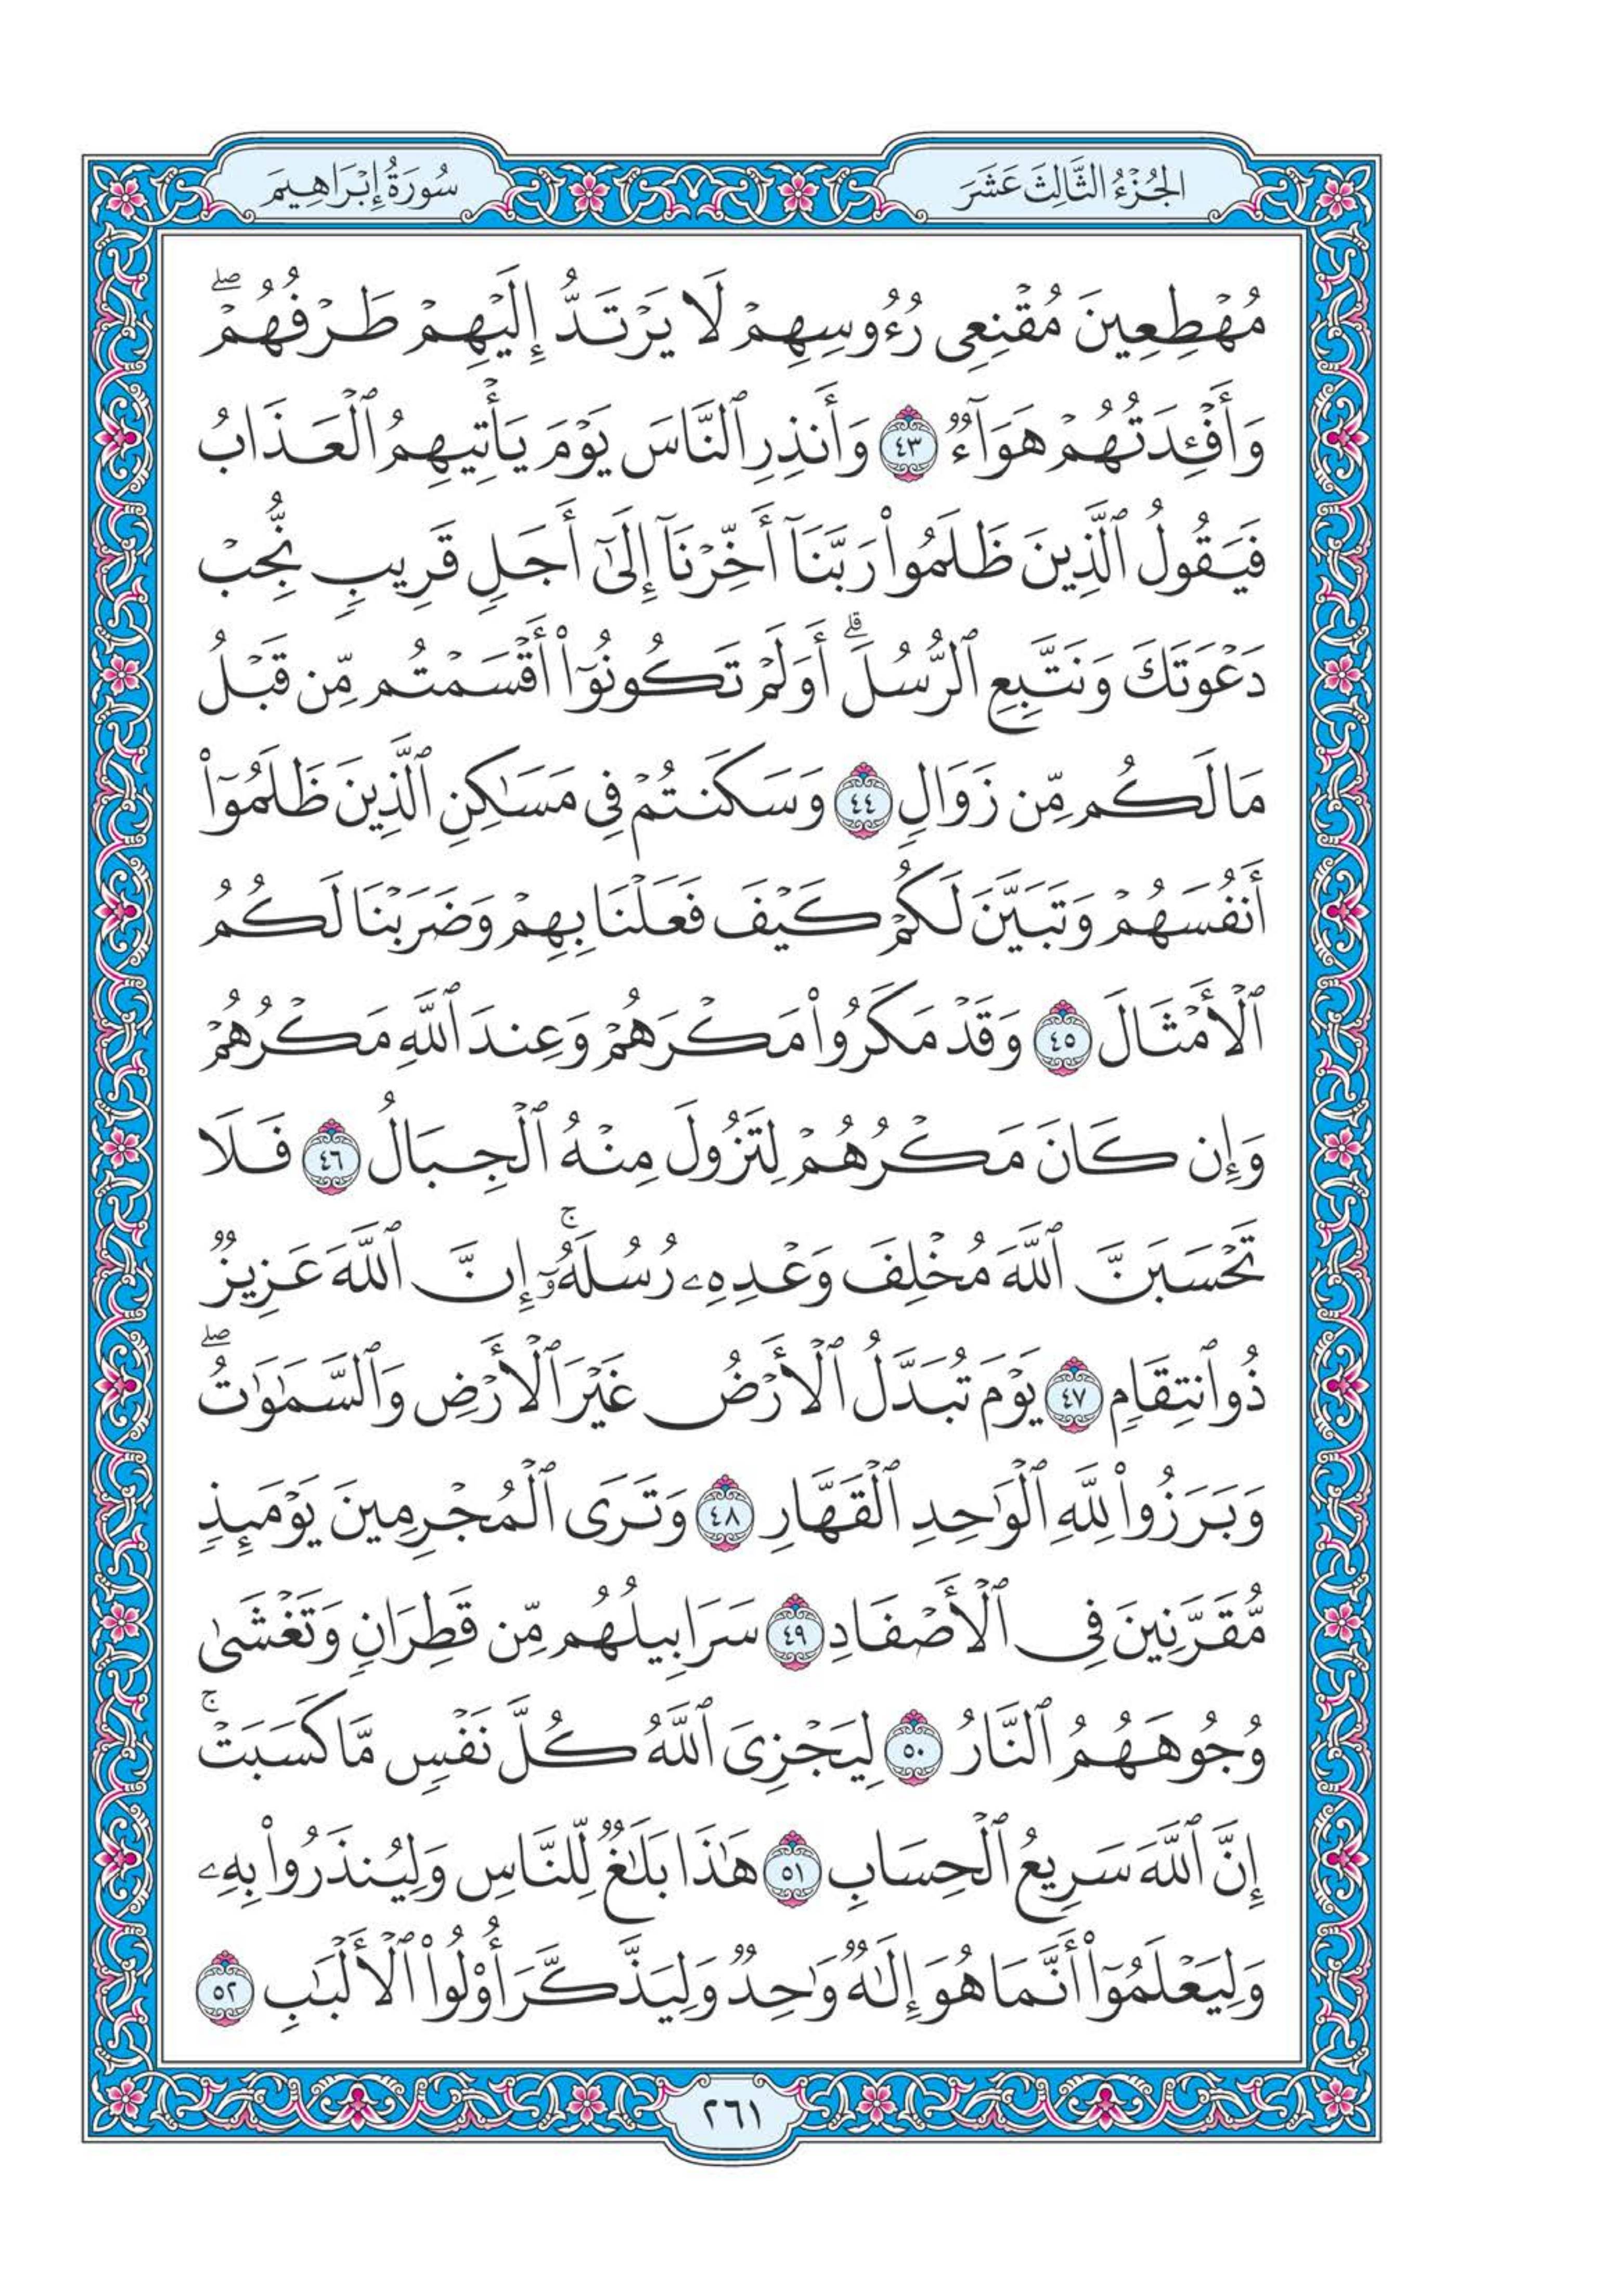 الجُزْءُ الثَّالِثَ عَشَرَ
سُورَةُ إِبْرَاهِيمَ
مُهْطِعِينَ مُقْنِعِى رُءُوسِهِمْ لَا يَرْتَدُّ إِلَيْهِمْ طَرْفُهُمْ ۖ
وَأَفْـِٔدَتُهُمْ هَوَآءٌ ٤٣ وَأَنذِرِ ٱلنَّاسَ يَوْمَ يَأْتِيهِمُ ٱلْعَذَابُ
فَيَقُولُ ٱلَّذِينَ ظَلَمُوا۟ رَبَّنَآ أَخِّرْنَآ إِلَىٰٓ أَجَلٍ قَرِيبٍ نُّجِبْ
دَعْوَتَكَ وَنَتَّبِعِ ٱلرُّسُلَ ۗ أَوَلَمْ تَكُونُوٓا۟ أَقْسَمْتُم مِّن قَبْلُ
مَا لَكُم مِّن زَوَالٍ ٤٤ وَسَكَنتُمْ فِى مَسَـٰكِنِ ٱلَّذِينَ ظَلَمُوٓا۟
أَنفُسَهُمْ وَتَبَيَّنَ لَكُمْ كَيْفَ فَعَلْنَا بِهِمْ وَضَرَبْنَا لَكُمُ
ٱلْأَمْثَالَ ٤٥ وَقَدْ مَكَرُوا۟ مَكْرَهُمْ وَعِندَ ٱللَّهِ مَكْرُهُمْ
وَإِن كَانَ مَكْرُهُمْ لِتَزُولَ مِنْهُ ٱلْجِبَالُ ٤٦ فَلَا
تَحْسَبَنَّ ٱللَّهَ مُخْلِفَ وَعْدِهِۦ رُسُلَهُۥٓ ۚ إِنَّ ٱللَّهَ عَزِيزٌ
ذُو ٱنتِقَامٍ ٤٧ يَوْمَ تُبَدَّلُ ٱلْأَرْضُ غَيْرَ ٱلْأَرْضِ وَٱلسَّمَـٰوَٰتُ ۖ
وَبَرَزُوا۟ لِلَّهِ ٱلْوَٰحِدِ ٱلْقَهَّارِ ٤٨ وَتَرَى ٱلْمُجْرِمِينَ يَوْمَئِذٍ
مُّقَرَّنِينَ فِى ٱلْأَصْفَادِ ٤٩ سَرَابِيلُهُم مِّن قَطِرَانٍ وَتَغْشَىٰ
وُجُوهَهُمُ ٱلنَّارُ ٥٠ لِيَجْزِىَ ٱللَّهُ كُلَّ نَفْسٍ مَّا كَسَبَتْ ۚ
إِنَّ ٱللَّهَ سَرِيعُ ٱلْحِسَابِ ٥١ هَـٰذَا بَلَـٰغٌ لِّلنَّاسِ وَلِيُنذَرُوا۟ بِهِۦ
وَلِيَعْلَمُوٓا۟ أَنَّمَا هُوَ إِلَـٰهٌ وَٰحِدٌ وَلِيَذَّكَّرَ أُو۟لُوا۟ ٱلْأَلْبَـٰبِ ٥٢
٢٦١